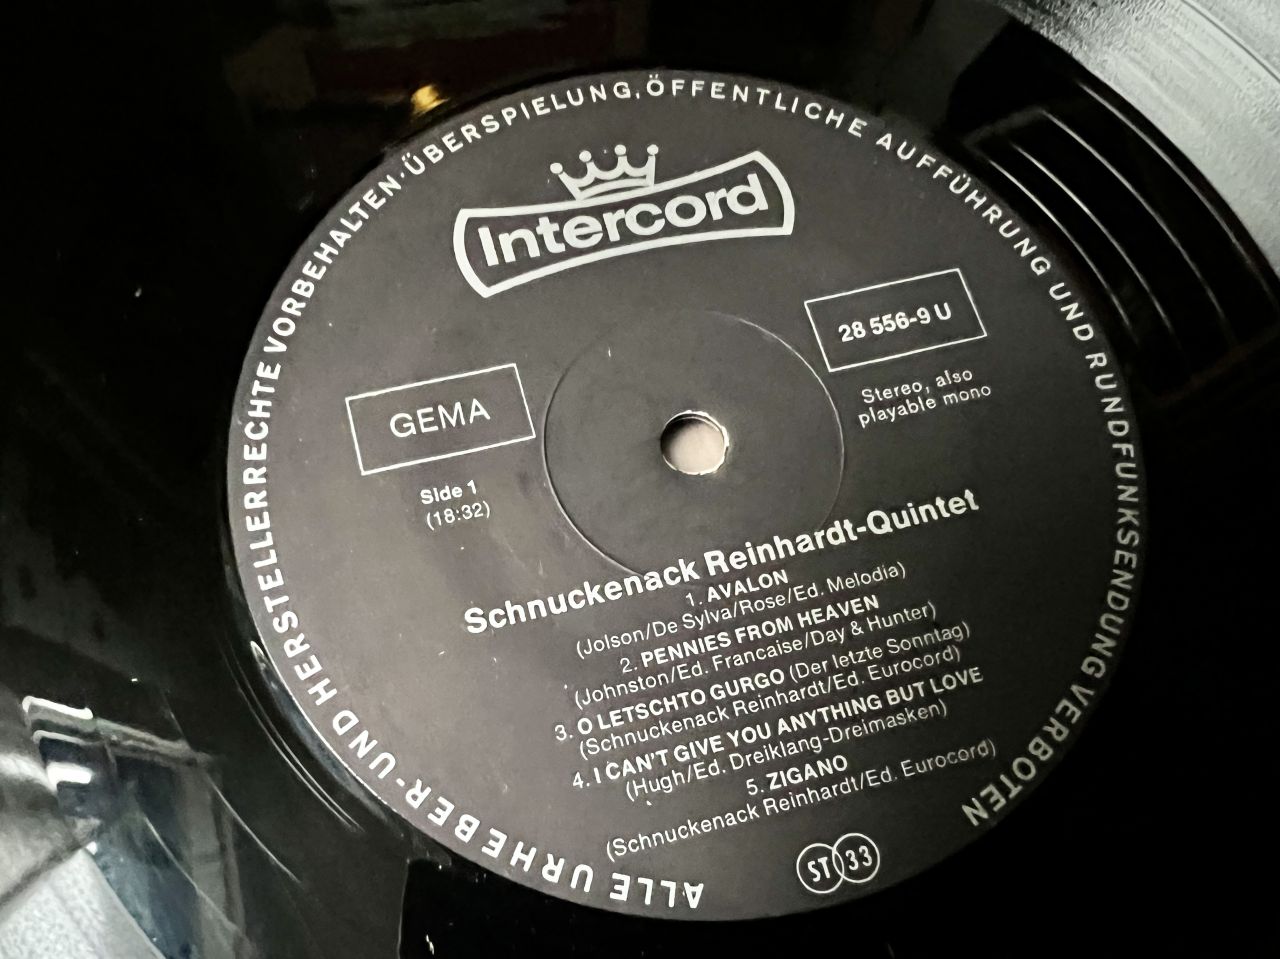 ALLE URHEBER- UND HERSTELLERRECHTE VORBEHALTEN · ÜBERSPIELUNG, ÖFFENTLICHE AUFFÜHRUNG UND RUNDFUNKSENDUNG VERBOTEN
Intercord
28 556-9 U
Stereo, also
playable mono
GEMA
Side 1
(18:32)
Schnuckenack Reinhardt-Quintet
1. AVALON
(Jolson/De Sylva/Rose/Ed. Melodia)
2. PENNIES FROM HEAVEN
(Johnston/Ed. Francaise/Day & Hunter)
3. O LETSCHTO GURGO (Der letzte Sonntag)
(Schnuckenack Reinhardt/Ed. Eurocord)
4. I CAN'T GIVE YOU ANYTHING BUT LOVE
(Hugh/Ed. Dreiklang-Dreimasken)
5. ZIGANO
(Schnuckenack Reinhardt/Ed. Eurocord)
ST 33